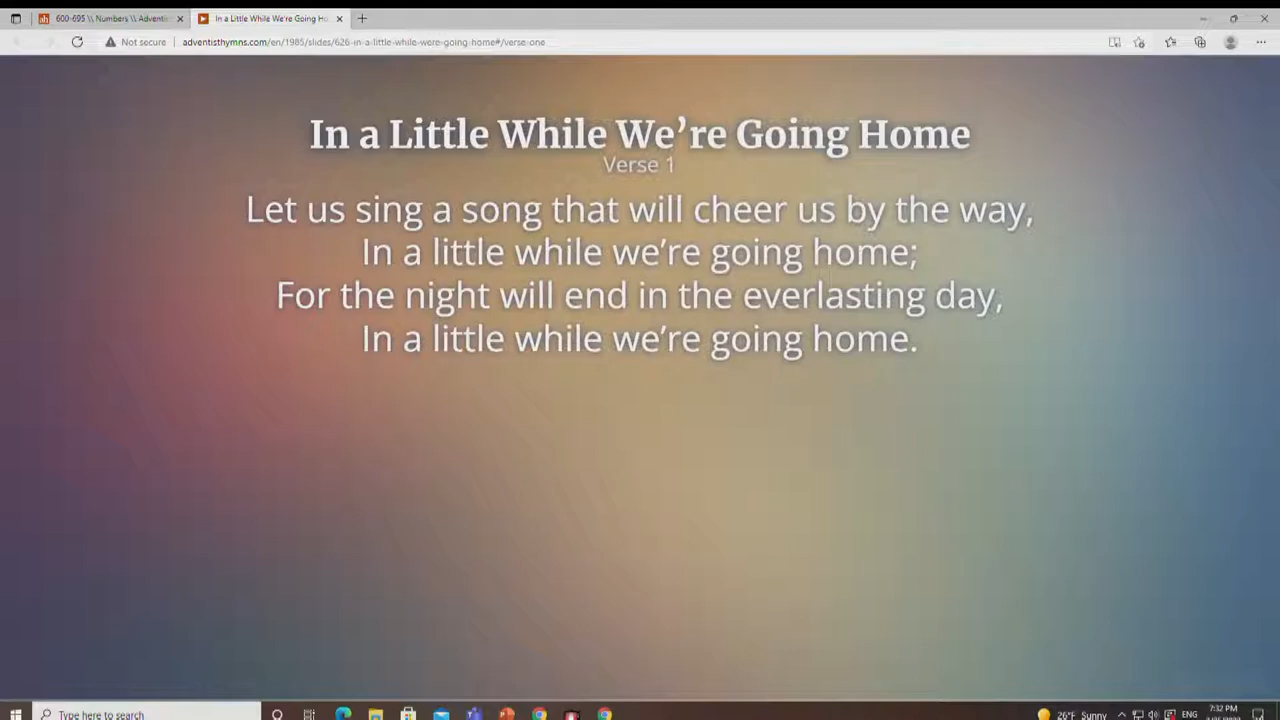 600-695 \\ Numbers \\ Adventis
In a Little While We're Going Ho
Not secure
adventisthymns.com/en/1985/slides/626-in-a-little-while-were-going-home#/verse-one
In a Little While We’re Going Home
Verse 1
Let us sing a song that will cheer us by the way,
In a little while we’re going home;
For the night will end in the everlasting day,
In a little while we’re going home.
Type here to search
26°F Sunny
ENG
7:32 PM